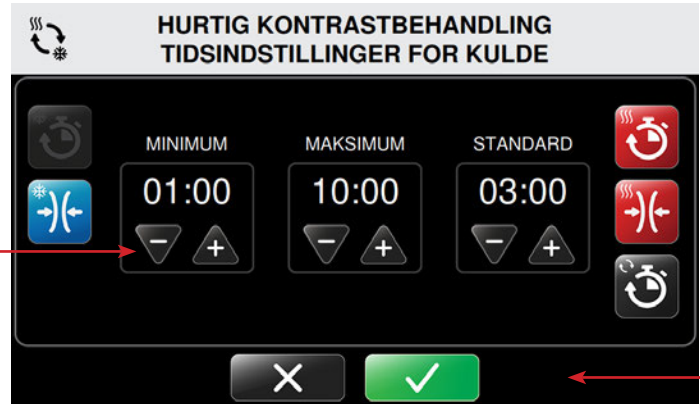 HURTIG KONTRASTBEHANDLING
TIDSINDSTILLINGER FOR KULDE
MINIMUM MAKSIMUM STANDARD
01:00 10:00 03:00
− + − + − +